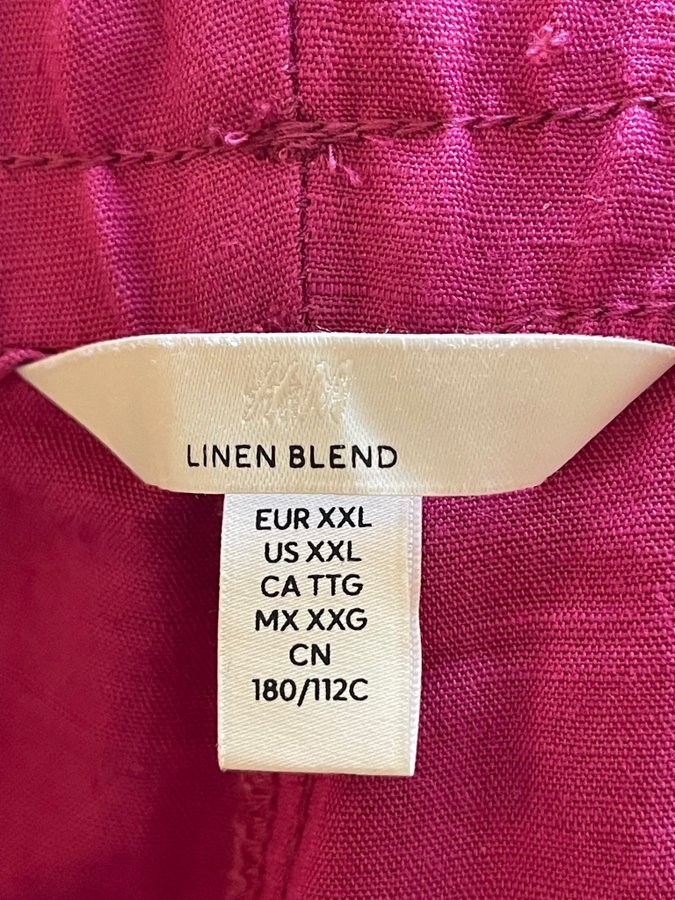 H&M
LINEN BLEND
EUR XXL
US XXL
CA TTG
MX XXG
CN
180/112C